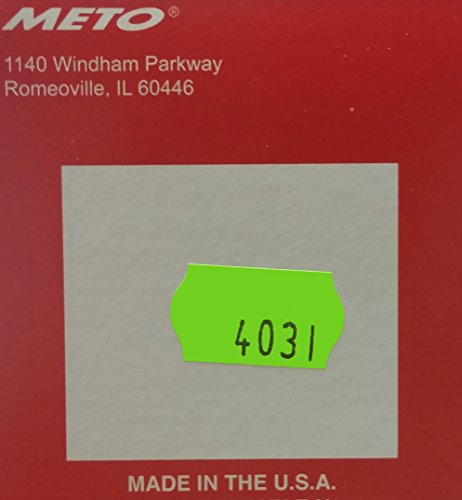 METO®
1140 Windham Parkway
Romeoville, IL 60446
4031
MADE IN THE U.S.A.